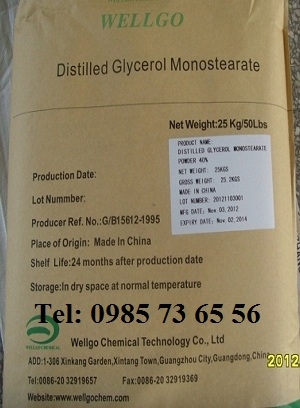 WELLGO
Distilled Glycerol Monostearate
Net Weight:25 Kg/50Lbs
PRODUCT NAME:
DISTILLED GLYCEROL MONOSTEARATE
POWDER 40%
NET WEIGHT: 25KGS
GROSS WEIGHT: 25.2KGS
MADE IN CHINA
LOT NUMBER: 20121103001
MFG DATE: Nov.03,2012
EXPIRY DATE: Nov.02,2014
Production Date:
Lot Nummber:
Producer Ref. No.:G/B15612-1995
Place of Origin: Made In China
Shelf Life:24 months after production date
Storage:In dry space at normal temperature
Tel: 0985 73 65 56
WELLGO
Wellgo Chemical Technology Co., Ltd
ADD:1-306 Xinkang Garden,Xintang Town,Guangzhou City,Guangdong,China
Tel:0086-20 32919657 Fax:0086-20 32919369
Website:www.wellgochem.com
2012